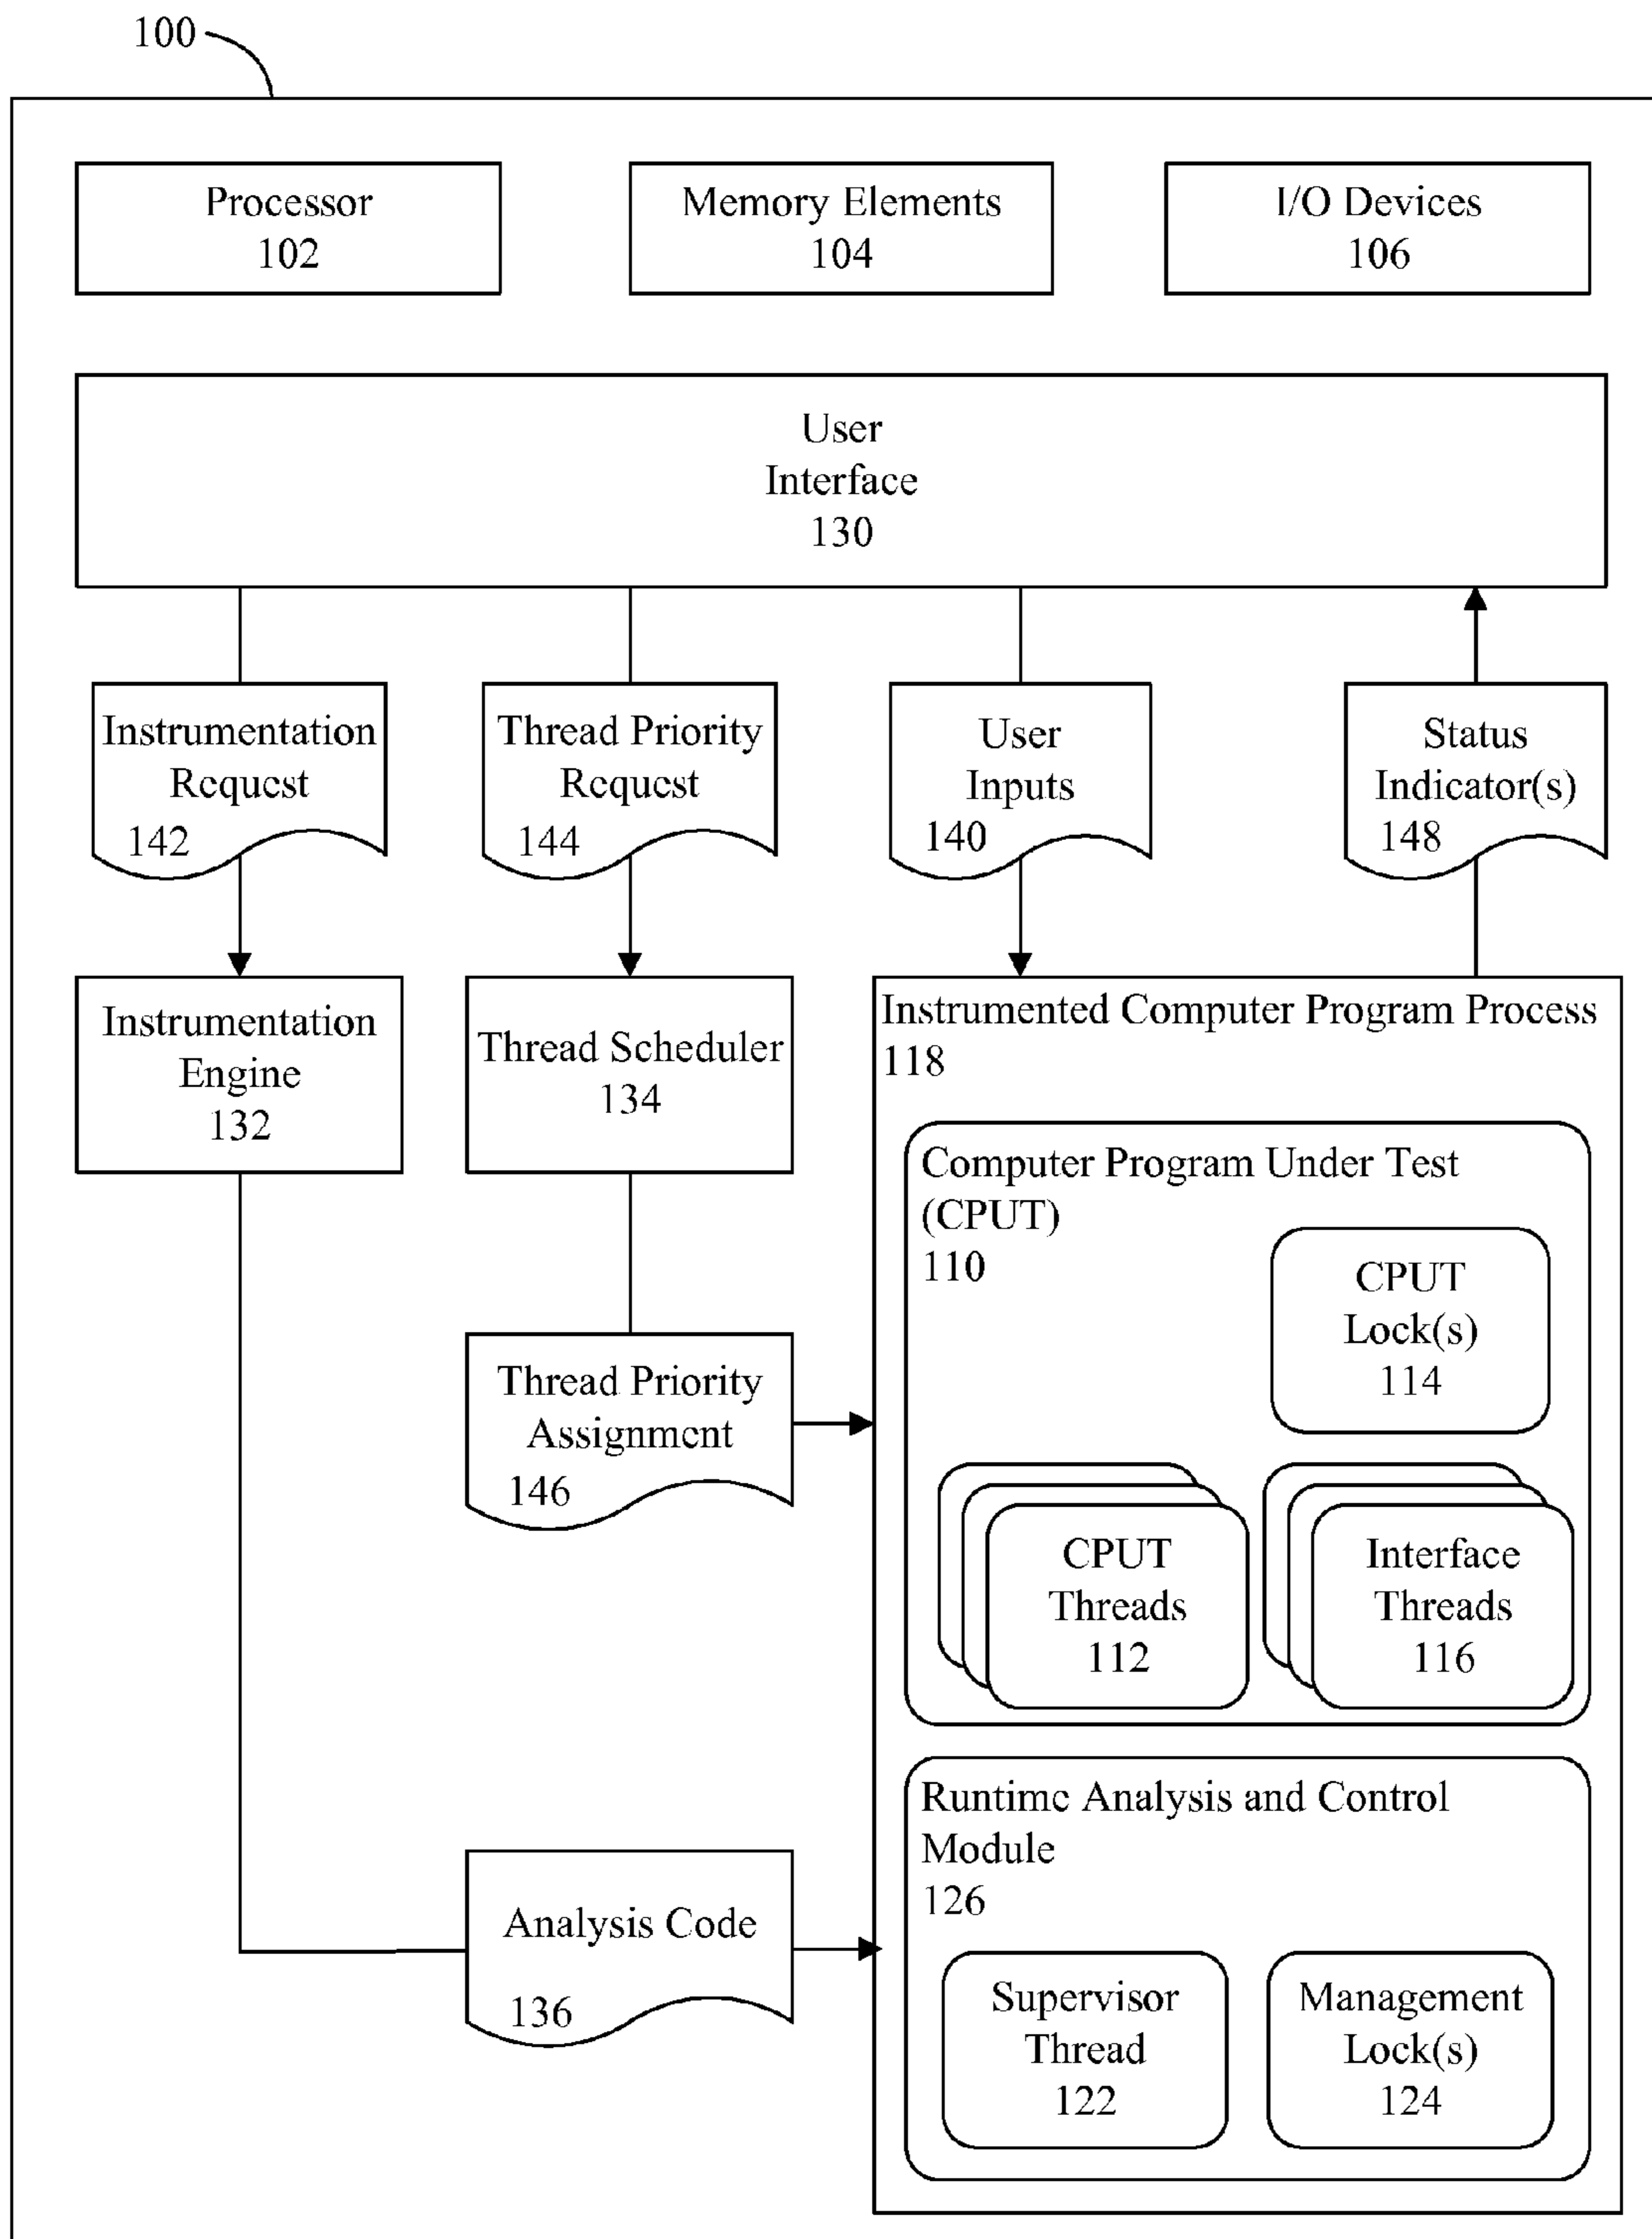 100
Processor
102
Memory Elements
104
I/O Devices
106
User
Interface
130
Instrumentation
Request
142
Thread Priority
Request
144
User
Inputs
140
Status
Indicator(s)
148
Instrumentation
Engine
132
Thread Scheduler
134
Instrumented Computer Program Process
118
Computer Program Under Test
(CPUT)
110
CPUT
Lock(s)
114
Thread Priority
Assignment
146
CPUT
Threads
112
Interface
Threads
116
Runtime Analysis and Control
Module
126
Analysis Code
136
Supervisor
Thread
122
Management
Lock(s)
124